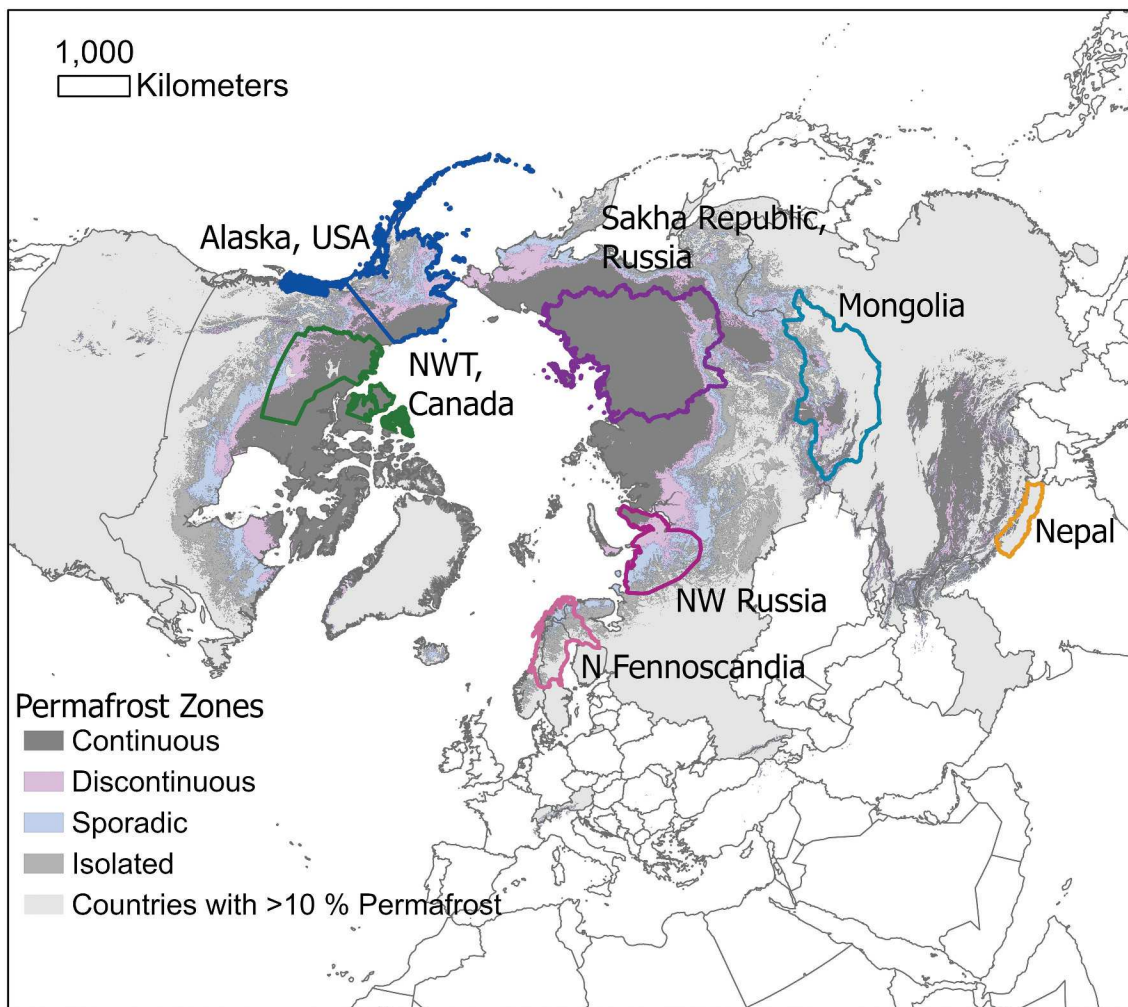 1,000
Kilometers
Alaska, USA
Sakha Republic,
Russia
Mongolia
NWT,
Canada
Nepal
NW Russia
N Fennoscandia
Permafrost Zones
Continuous
Discontinuous
Sporadic
Isolated
Countries with >10 % Permafrost